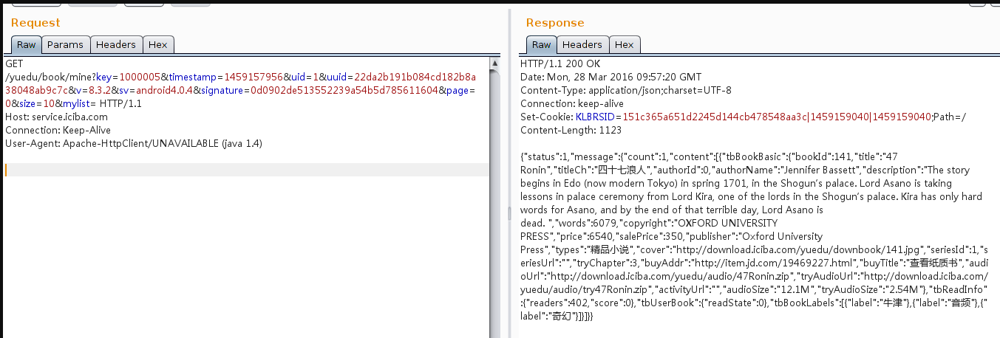 Request
Raw Params Headers Hex
GET
/yuedu/book/mine?key=1000005&timestamp=1459157956&uid=1&uuid=22da2b191b084cd182b8a
38048ab9c7c&v=8.3.2&sv=android4.0.4&signature=0d0902de513552239a54b5d785611604&page=
0&size=10&mylist= HTTP/1.1
Host: service.iciba.com
Connection: Keep-Alive
User-Agent: Apache-HttpClient/UNAVAILABLE (java 1.4)
Response
Raw Headers Hex
HTTP/1.1 200 OK
Date: Mon, 28 Mar 2016 09:57:20 GMT
Content-Type: application/json;charset=UTF-8
Connection: keep-alive
Set-Cookie: KLBRSID=151c365a651d2245d144cb478548aa3c|1459159040|1459159040;Path=/
Content-Length: 1123
{"status":1,"message":{"count":1,"content":[{"tbBookBasic":{"bookId":141,"title":"47
Ronin","titleCh":"四十七浪人","authorId":0,"authorName":"Jennifer Bassett","description":"The story
begins in Edo (now modern Tokyo) in spring 1701, in the Shogun’s palace. Lord Asano is taking
lessons in palace ceremony from Lord Kira, one of the lords in the Shogun’s palace. Kira has only hard
words for Asano, and by the end of that terrible day, Lord Asano is
dead. ","words":6079,"copyright":"OXFORD UNIVERSITY
PRESS","price":6540,"salePrice":350,"publisher":"Oxford University
Press","types":"精品小说","cover":"http://download.iciba.com/yuedu/downbook/141.jpg","seriesId":1,"s
eriesUrl":"","tryChapter":3,"buyAddr":"http://item.jd.com/19469227.html","buyTitle":"查看纸质书","audi
oUrl":"http://download.iciba.com/yuedu/audio/47Ronin.zip","tryAudioUrl":"http://download.iciba.com/
yuedu/audio/try47Ronin.zip","activityUrl":"","audioSize":"12.1M","tryAudioSize":"2.54M"},"tbReadInfo"
:{"readers":402,"score":0},"tbUserBook":{"readState":0},"tbBookLabels":[{"label":"牛津"},{"label":"音频"},{"
label":"奇幻"}]}]}}